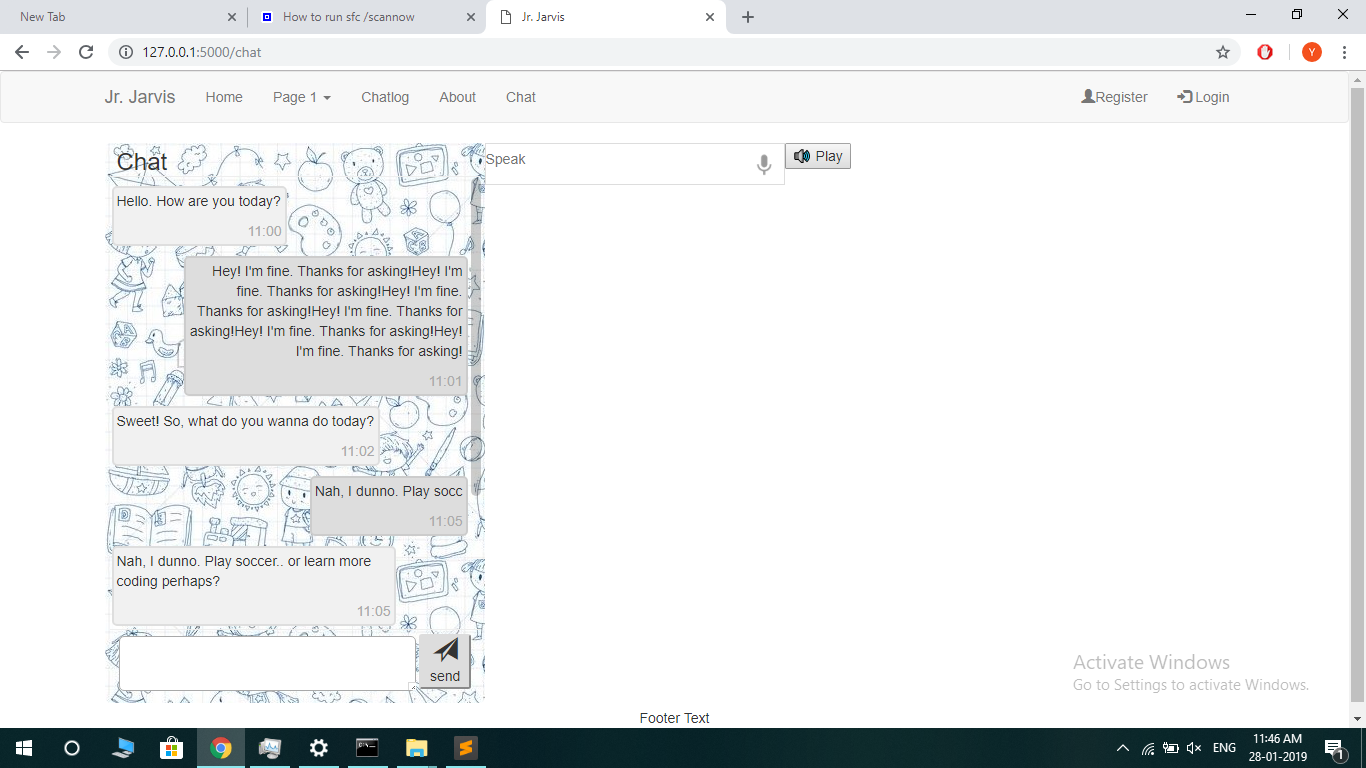 New Tab
How to run sfc /scannow
Jr. Jarvis
127.0.0.1:5000/chat
Y
Jr. Jarvis
Home
Page 1
Chatlog
About
Chat
Register
Login
Chat
Speak
Play
Hello. How are you today?
11:00
Hey! I'm fine. Thanks for asking!Hey! I'm
fine. Thanks for asking!Hey! I'm fine.
Thanks for asking!Hey! I'm fine. Thanks for
asking!Hey! I'm fine. Thanks for asking!Hey!
I'm fine. Thanks for asking!
11:01
Sweet! So, what do you wanna do today?
11:02
Nah, I dunno. Play socc
11:05
Nah, I dunno. Play soccer.. or learn more
coding perhaps?
11:05
send
Activate Windows
Go to Settings to activate Windows.
Footer Text
ENG
11:46 AM
28-01-2019
1